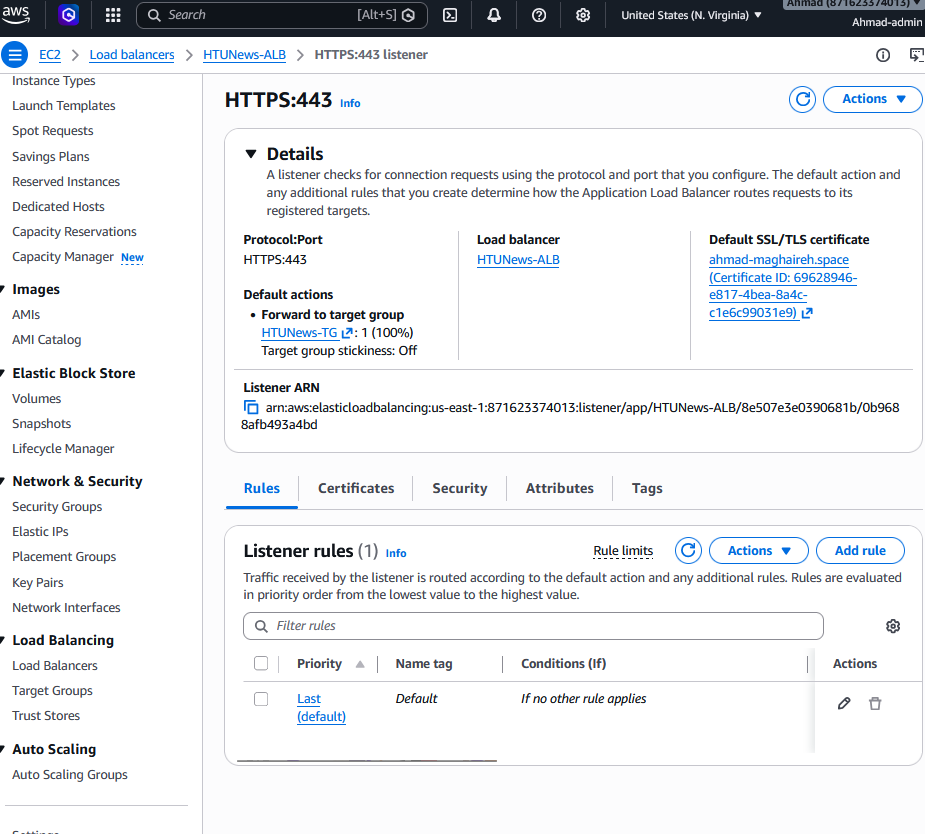 aws
Search
[Alt+S]
United States (N. Virginia)
Ahmad (871623374013)
Ahmad-admin
EC2
Load balancers
HTUNews-ALB
HTTPS:443 listener
Instance Types
Launch Templates
Spot Requests
Savings Plans
Reserved Instances
Dedicated Hosts
Capacity Reservations
Capacity Manager New
Images
AMIs
AMI Catalog
Elastic Block Store
Volumes
Snapshots
Lifecycle Manager
Network & Security
Security Groups
Elastic IPs
Placement Groups
Key Pairs
Network Interfaces
Load Balancing
Load Balancers
Target Groups
Trust Stores
Auto Scaling
Auto Scaling Groups
Settings
HTTPS:443 Info
Actions
Details
A listener checks for connection requests using the protocol and port that you configure. The default action and
any additional rules that you create determine how the Application Load Balancer routes requests to its
registered targets.
Protocol:Port
HTTPS:443
Default actions
• Forward to target group
HTUNews-TG : 1 (100%)
Target group stickiness: Off
Load balancer
HTUNews-ALB
Default SSL/TLS certificate
ahmad-maghaireh.space
(Certificate ID: 69628946-
e817-4bea-8a4c-
c1e6c99031e9)
Listener ARN
arn:aws:elasticloadbalancing:us-east-1:871623374013:listener/app/HTUNews-ALB/8e507e3e0390681b/0b968
8afb493a4bd
Rules
Certificates
Security
Attributes
Tags
Listener rules (1) Info
Rule limits
Actions
Add rule
Traffic received by the listener is routed according to the default action and any additional rules. Rules are evaluated
in priority order from the lowest value to the highest value.
Filter rules
Priority
Name tag
Conditions (If)
Actions
Last
(default)
Default
If no other rule applies